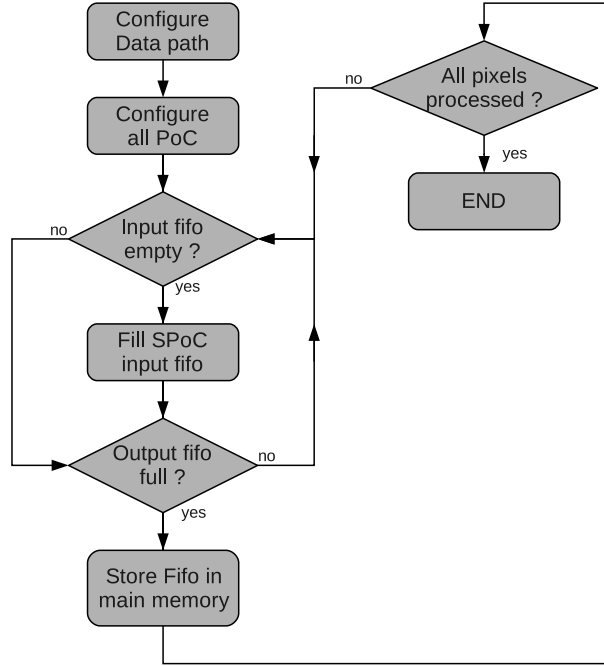 Configure
Data path
Configure
all PoC
Input fifo
empty ?
no
yes
Fill SPoC
input fifo
Output fifo
full ?
no
yes
Store Fifo in
main memory
All pixels
processed ?
no
yes
END